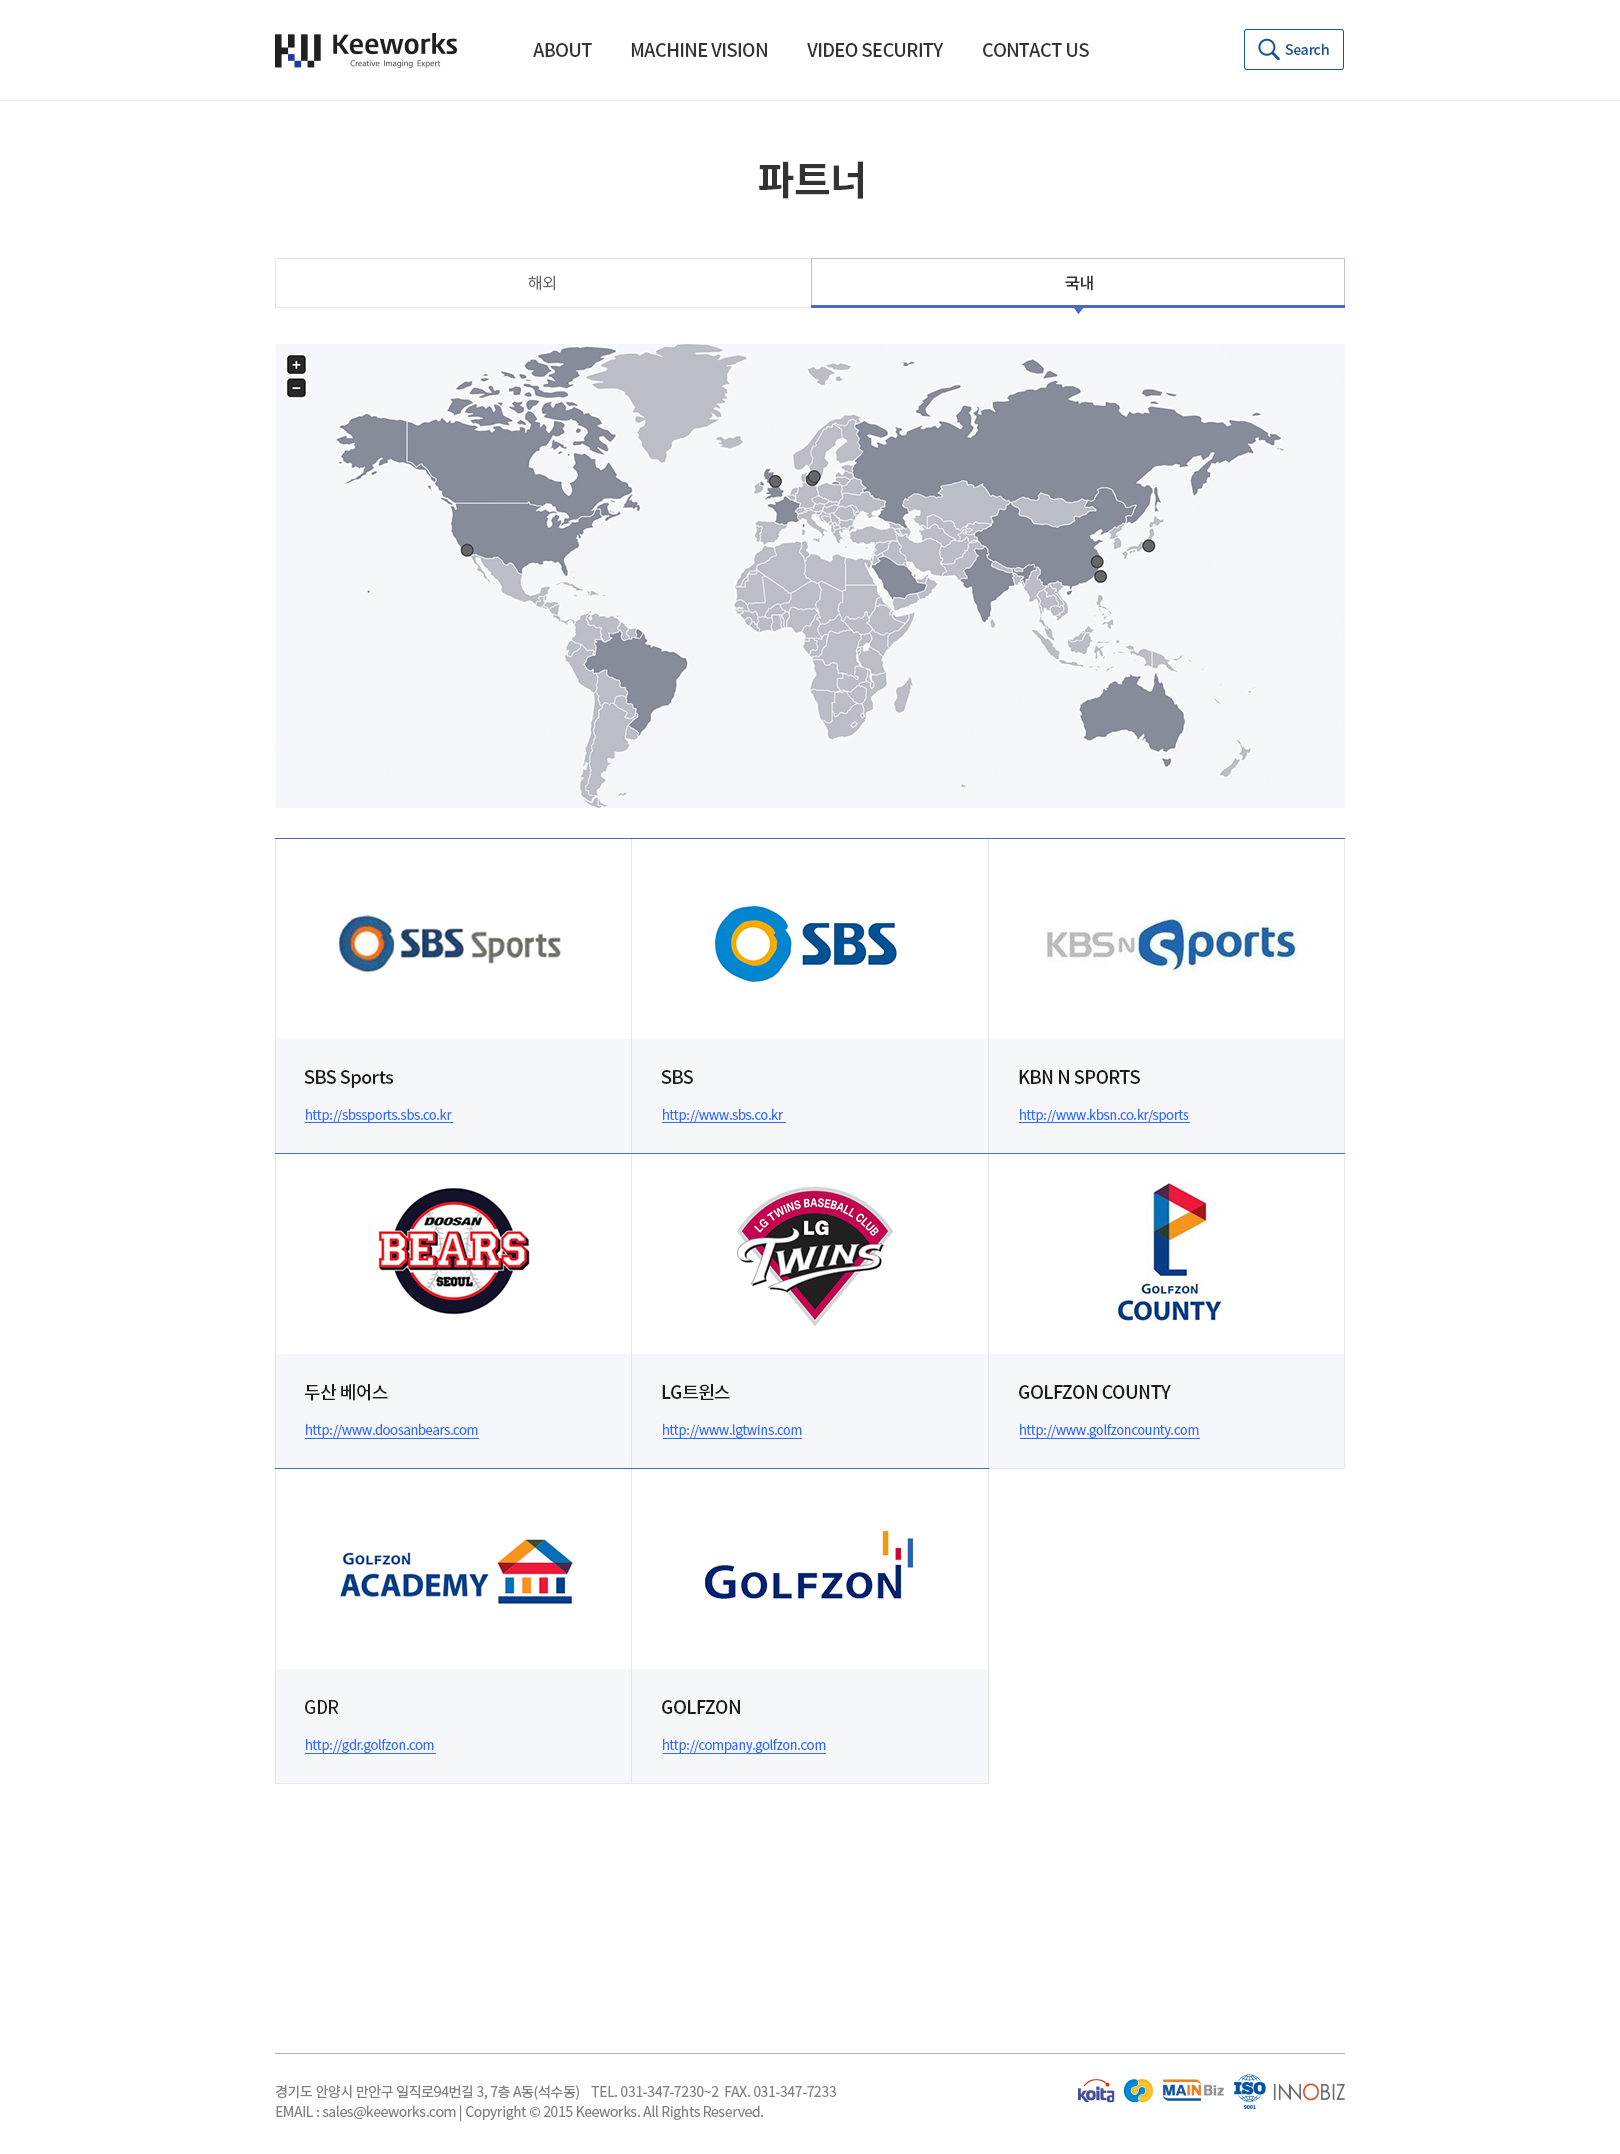 Keeworks
Creative Imaging Expert
ABOUT
MACHINE VISION
VIDEO SECURITY
CONTACT US
Search
파트너
해외
국내
+
−
SBS Sports
SBS
KBS N Sports
SBS Sports
SBS
KBN N SPORTS
http://sbssports.sbs.co.kr
http://www.sbs.co.kr
http://www.kbsn.co.kr/sports
DOOSAN
BEARS
SEOUL
LG TWINS BASEBALL CLUB
LG
TWINS
GOLFZON
COUNTY
두산 베어스
LG트윈스
GOLFZON COUNTY
http://www.doosanbears.com
http://www.lgtwins.com
http://www.golfzoncounty.com
GOLFZON
ACADEMY
GOLFZON
GDR
GOLFZON
http://gdr.golfzon.com
http://company.golfzon.com
경기도 안양시 만안구 일직로94번길 3, 7층 A동(석수동) TEL. 031-347-7230~2 FAX. 031-347-7233
EMAIL : sales@keeworks.com | Copyright © 2015 Keeworks. All Rights Reserved.
koita
MAINBiz
ISO
9001
INNOBIZ